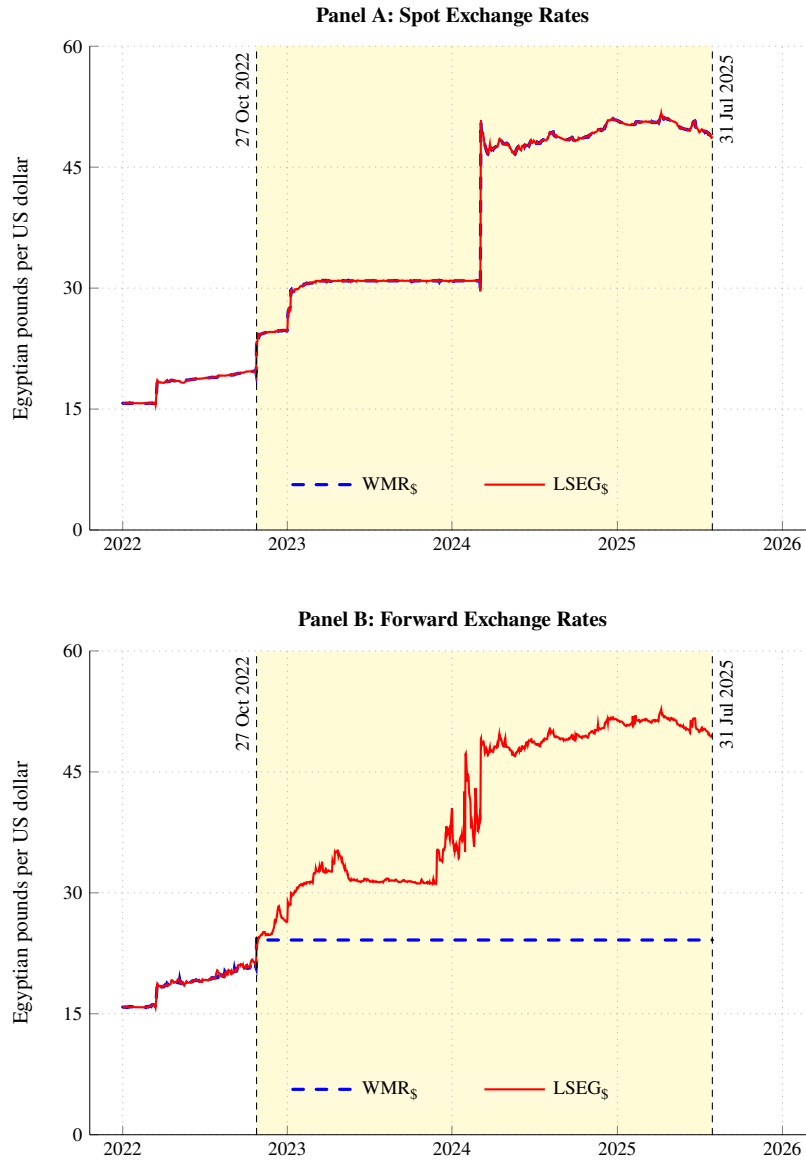 Panel A: Spot Exchange Rates
Egyptian pounds per US dollar
60
45
30
15
0
27 Oct 2022
31 Jul 2025
WMR$
LSEG$
2022
2023
2024
2025
2026
Panel B: Forward Exchange Rates
Egyptian pounds per US dollar
60
45
30
15
0
27 Oct 2022
31 Jul 2025
WMR$
LSEG$
2022
2023
2024
2025
2026